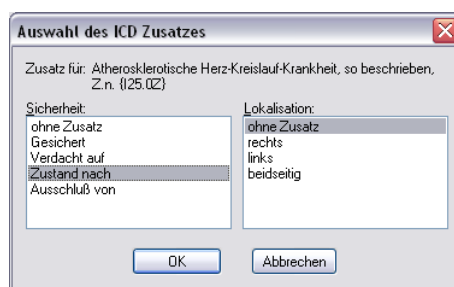 Auswahl des ICD Zusatzes
Zusatz für: Atherosklerotische Herz-Kreislauf-Krankheit, so beschrieben,
Z.n. {I25.0Z}
Sicherheit:
ohne Zusatz
Gesichert
Verdacht auf
Zustand nach
Ausschluß von
Lokalisation:
ohne Zusatz
rechts
links
beidseitig
OK
Abbrechen